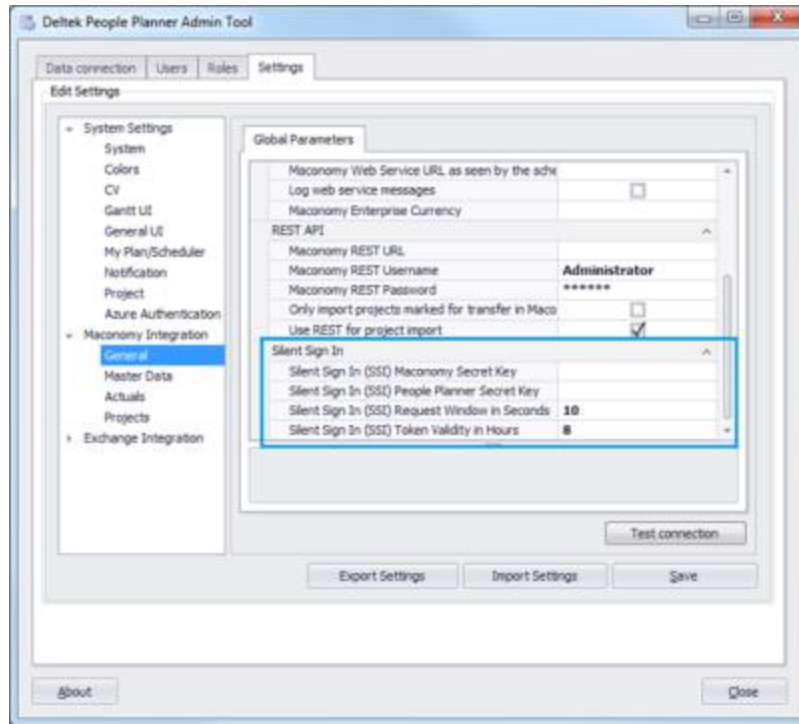 Deltek People Planner Admin Tool
Data connection Users Roles Settings
Edit Settings
System Settings
System
Colors
CV
Gantt UI
General UI
My Plan/Scheduler
Notification
Project
Azure Authentication
Maconomy Integration
General
Master Data
Actuals
Projects
Exchange Integration
Global Parameters
Maconomy Web Service URL as seen by the sche
Log web service messages
Maconomy Enterprise Currency
REST API
Maconomy REST URL
Maconomy REST Username Administrator
Maconomy REST Password ******
Only import projects marked for transfer in Maco
Use REST for project import
Silent Sign In
Silent Sign In (SSI) Maconomy Secret Key
Silent Sign In (SSI) People Planner Secret Key
Silent Sign In (SSI) Request Window in Seconds 10
Silent Sign In (SSI) Token Validity in Hours 8
Test connection
Export Settings Import Settings Save
About Close